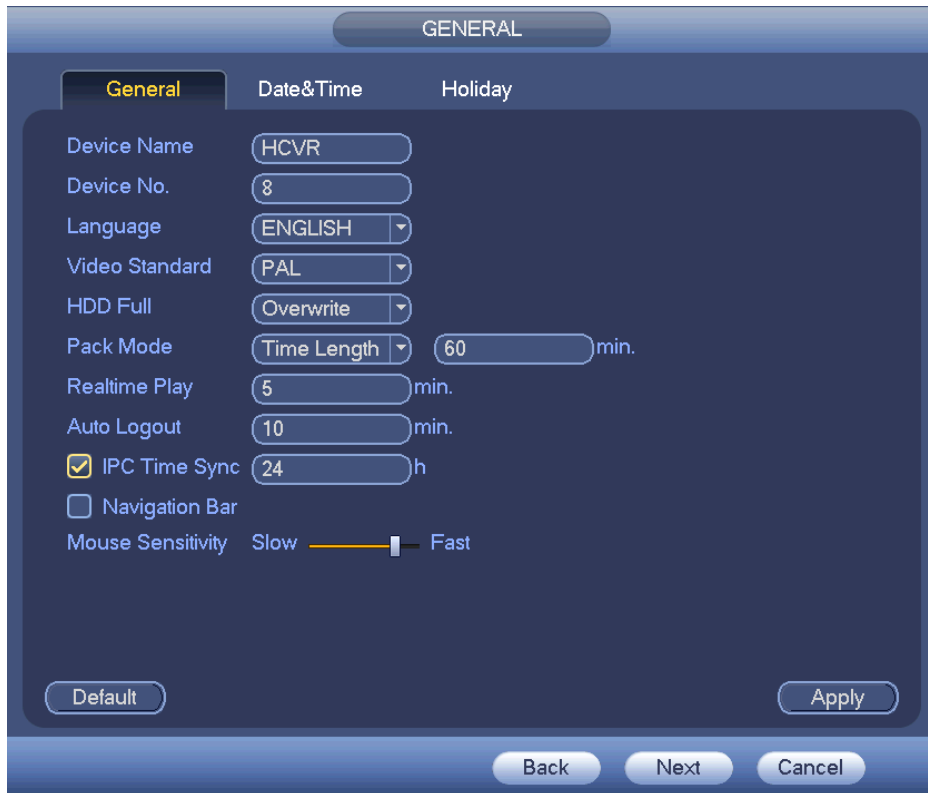 GENERAL
General Date&Time Holiday
Device Name HCVR
Device No. 8
Language ENGLISH
Video Standard PAL
HDD Full Overwrite
Pack Mode Time Length 60 min.
Realtime Play 5 min.
Auto Logout 10 min.
IPC Time Sync 24 h
Navigation Bar
Mouse Sensitivity Slow Fast
Default Apply
Back Next Cancel